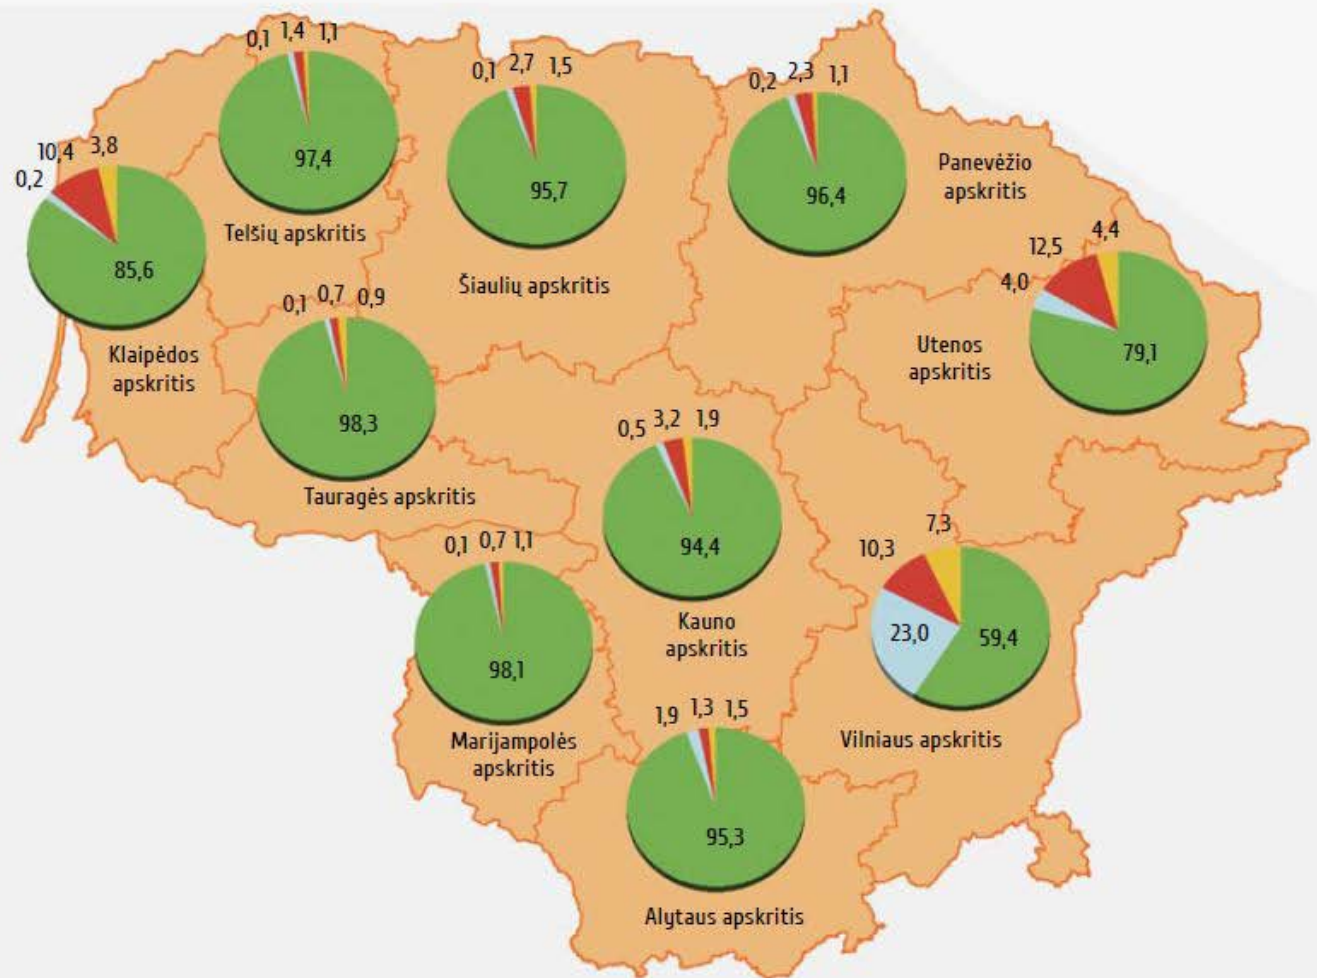 0,1 1,4 1,1
97,4
Telšių apskritis
0,1 2,7 1,5
95,7
Šiaulių apskritis
0,2 2,3 1,1
96,4
Panevėžio
apskritis
10,4 3,8
0,2
85,6
Klaipėdos
apskritis
12,5 4,4
4,0
79,1
Utenos
apskritis
0,1 0,7 0,9
98,3
Tauragės apskritis
0,5 3,2 1,9
94,4
Kauno
apskritis
0,1 0,7 1,1
98,1
Marijampolės
apskritis
7,3
10,3
23,0 59,4
Vilniaus apskritis
1,9 1,3 1,5
95,3
Alytaus apskritis